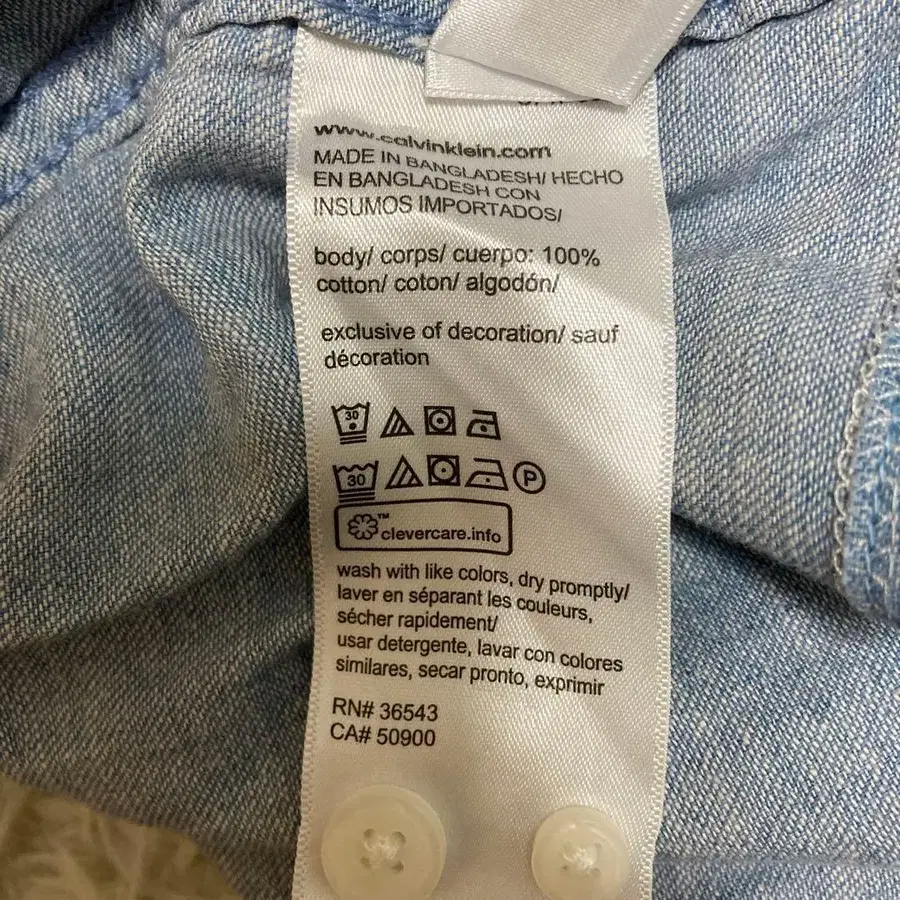 www.calvinklein.com
MADE IN BANGLADESH/ HECHO
EN BANGLADESH CON
INSUMOS IMPORTADOS/
body/ corps/ cuerpo: 100%
cotton/ coton/ algodón/
exclusive of decoration/ sauf
décoration
30
30 P
clevercare.info™
wash with like colors, dry promptly/
laver en séparant les couleurs,
sécher rapidement/
usar detergente, lavar con colores
similares, secar pronto, exprimir
RN# 36543
CA# 50900